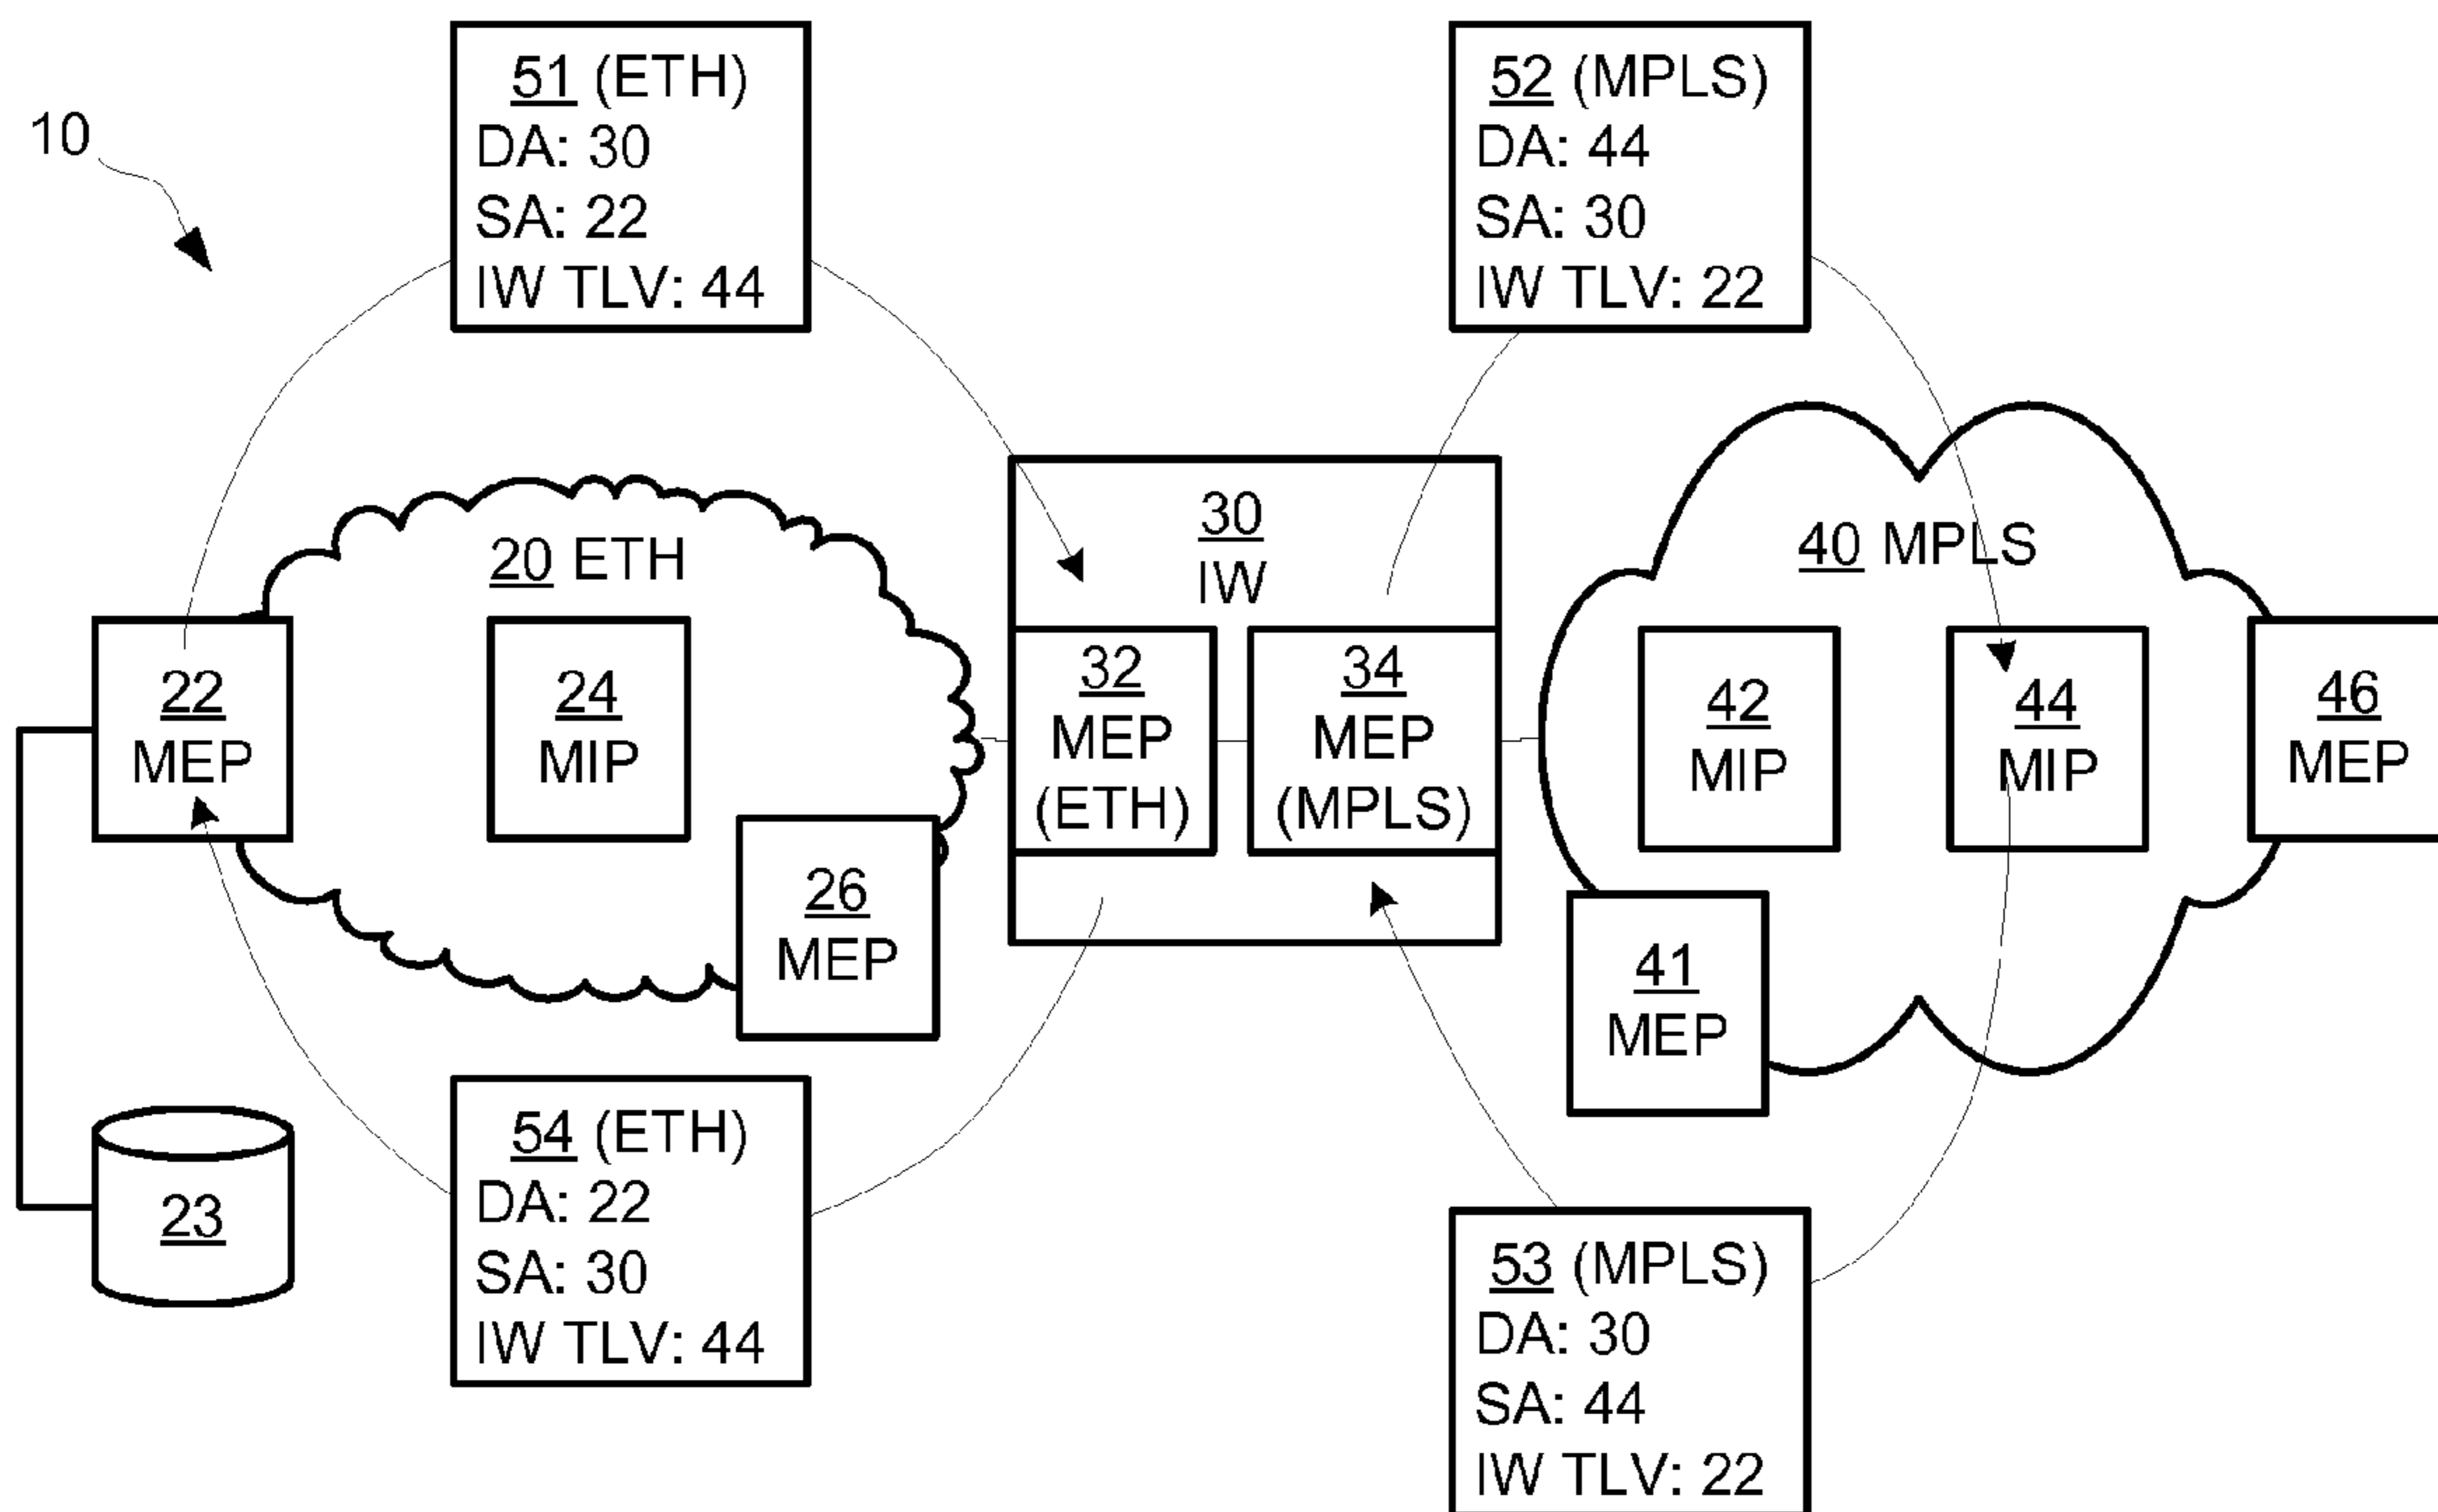 10
51 (ETH)
DA: 30
SA: 22
IW TLV: 44
52 (MPLS)
DA: 44
SA: 30
IW TLV: 22
20 ETH
22
MEP
24
MIP
26
MEP
23
30
IW
32
MEP
(ETH)
34
MEP
(MPLS)
40 MPLS
42
MIP
44
MIP
46
MEP
41
MEP
54 (ETH)
DA: 22
SA: 30
IW TLV: 44
53 (MPLS)
DA: 30
SA: 44
IW TLV: 22